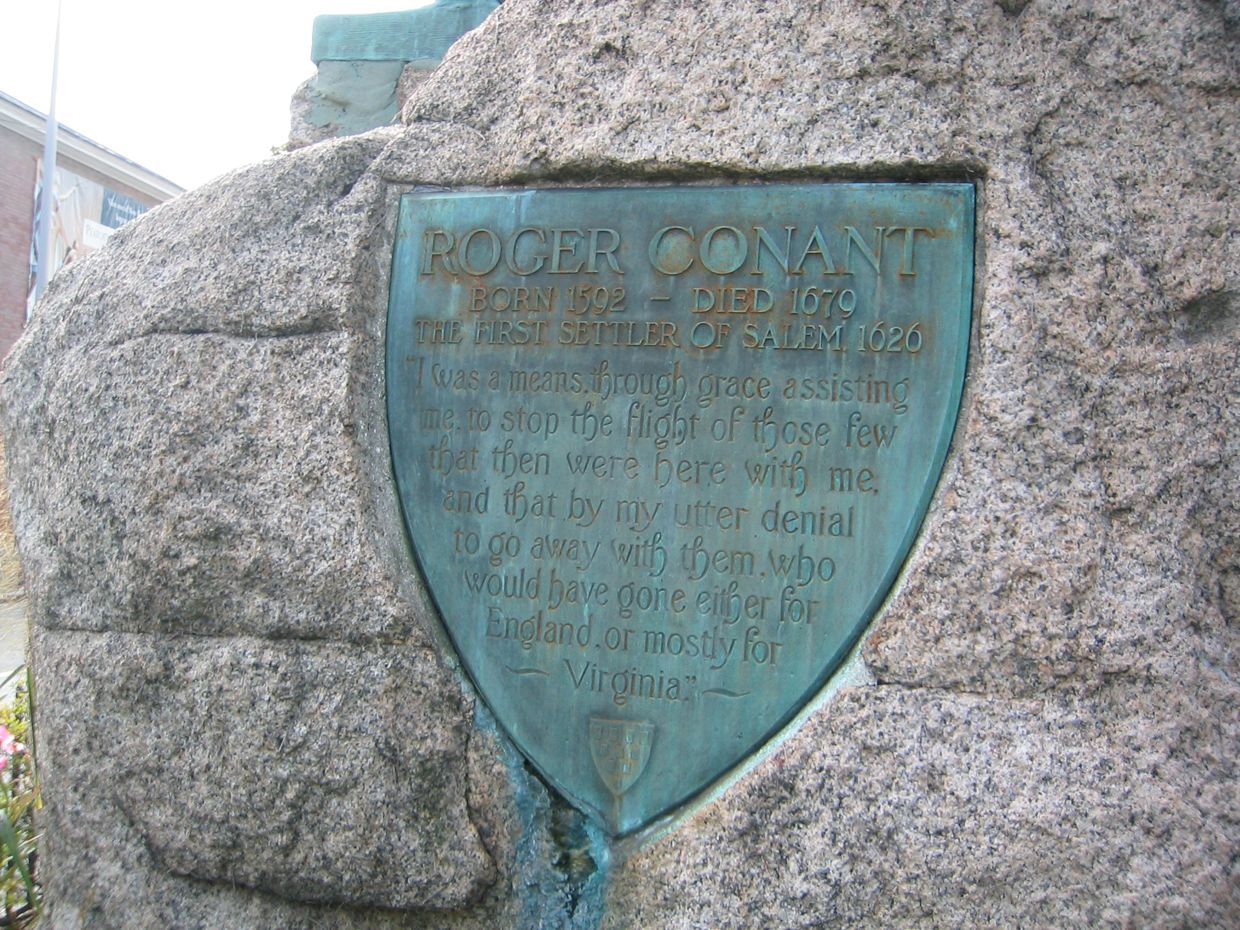 ROGER CONANT
BORN 1592 – DIED 1679
THE FIRST SETTLER OF SALEM, 1626
"I was a means, through grace assisting
me, to stop the flight of those few
that then were here with me,
and that by my utter denial
to go away with them, who
would have gone either for
England, or mostly for
~ Virginia." ~